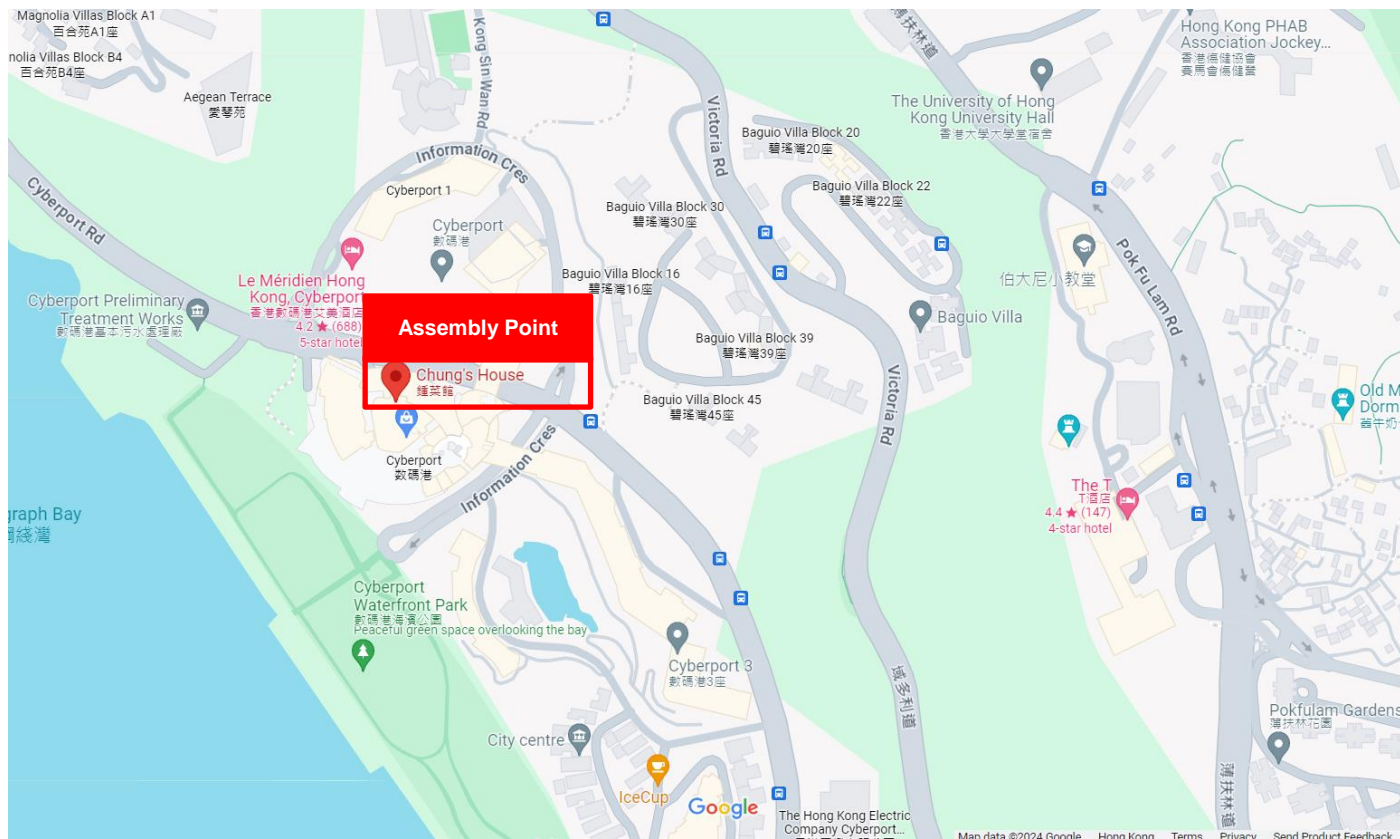 Magnolia Villas Block A1
百合苑A1座
nolia Villas Block B4
百合苑B4座
Aegean Terrace
愛琴苑
Kong Sin Wan Rd
Information Cres
Cyberport 1
Cyberport
數碼港
Cyberport Rd
Le Méridien Hong
Kong, Cyberport
香港數碼港艾美酒店
4.2 ★ (688)
5-star hotel
Cyberport Preliminary
Treatment Works
數碼港基本污水處理廠
Assembly Point
Chung's House
鍾菜館
Cyberport
數碼港
Information Cres
graph Bay
綫灣
Cyberport
Waterfront Park
數碼港海濱公園
Peaceful green space overlooking the bay
City centre
IceCup
Google
Cyberport 3
數碼港3座
The Hong Kong Electric
Company Cyberport...
Victoria Rd
Baguio Villa Block 20
碧瑤灣20座
Baguio Villa Block 22
碧瑤灣22座
Baguio Villa Block 30
碧瑤灣30座
Baguio Villa Block 16
碧瑤灣16座
Baguio Villa Block 39
碧瑤灣39座
Baguio Villa Block 45
碧瑤灣45座
Baguio Villa
Victoria Rd
域多利道
薄扶林道
The University of Hong
Kong University Hall
香港大學大學堂宿舍
Hong Kong PHAB
Association Jockey...
香港傷健協會
賽馬會傷健營
伯大尼小教堂
Pok Fu Lam Rd
Old M
Dorm
舊牛奶
The T
T酒店
4.4 ★ (147)
4-star hotel
Pokfulam Gardens
薄扶林花園
薄扶林道
Map data ©2024 Google Hong Kong Terms Privacy Send Product Feedback